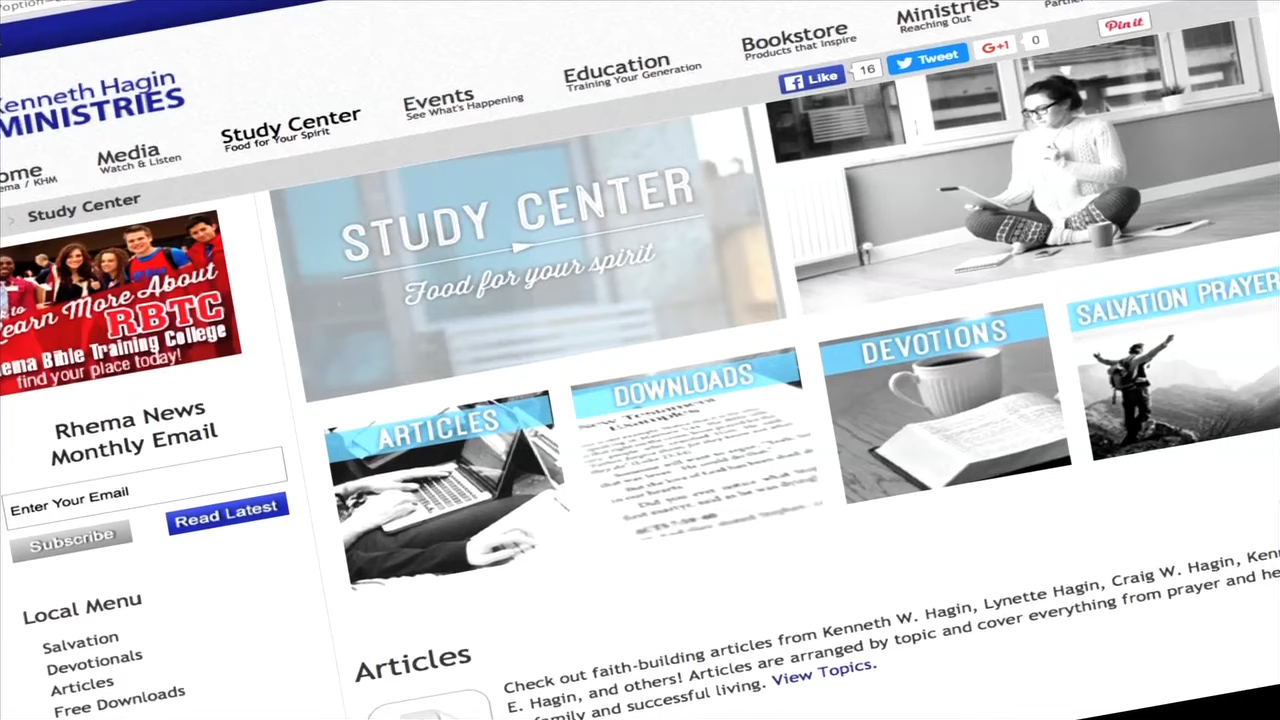 Kenneth Hagin
MINISTRIES
Media
Watch & Listen
Study Center
Food for Your Spirit
Events
See What's Happening
Education
Training Your Generation
Bookstore
Products that Inspire
Ministries
Reaching Out
Like
16
Tweet
G+1
0
Pin it
/ KHM
Study Center
More About
RBTC
Bible Training College
find your place today!
STUDY CENTER
Food for your spirit
ARTICLES
DOWNLOADS
DEVOTIONS
SALVATION PRAYER
Rhema News
Monthly Email
Enter Your Email
Subscribe
Read Latest
Local Menu
Salvation
Devotionals
Articles
Free Downloads
Articles
Check out faith-building articles from Kenneth W. Hagin, Lynette Hagin, Craig W. Hagin,
E. Hagin, and others! Articles are arranged by topic and cover everything from prayer and
family and successful living. View Topics.